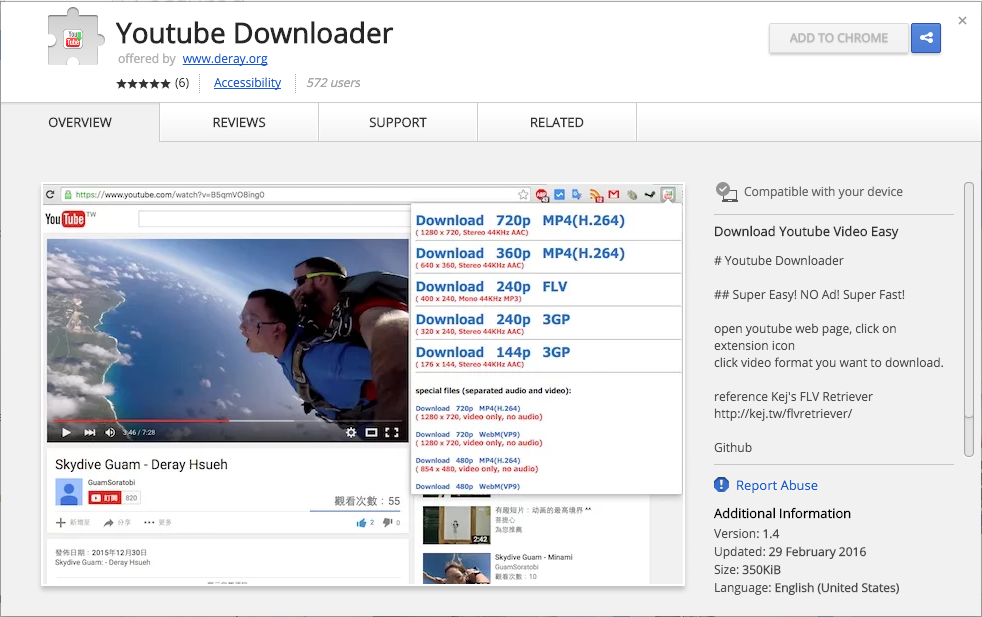 Youtube Downloader
offered by www.deray.org
(6) Accessibility 572 users
ADD TO CHROME
OVERVIEW
REVIEWS
SUPPORT
RELATED
https://www.youtube.com/watch?v=B5qmVO8ing0
YouTube TW
Download 720p MP4(H.264)
( 1280 x 720, Stereo 44KHz AAC)
Download 360p MP4(H.264)
( 640 x 360, Stereo 44KHz AAC)
Download 240p FLV
( 400 x 240, Mono 44KHz MP3)
Download 240p 3GP
( 320 x 240, Stereo 44KHz AAC)
Download 144p 3GP
( 176 x 144, Stereo 44KHz AAC)
special files (separated audio and video):
Download 720p MP4(H.264)
( 1280 x 720, video only, no audio)
Download 720p WebM(VP9)
( 1280 x 720, video only, no audio)
Download 480p MP4(H.264)
( 854 x 480, video only, no audio)
Download 480p WebM(VP9)
3:46 / 7:28
Skydive Guam - Deray Hsueh
GuamSoratobi
訂閱 820
觀看次數：55
新增至 分享 更多
2 0
發佈日期：2015年12月30日
Skydive Guam: - Deray Hsueh
2:42
有趣短片：动画的最高境界 ^^
菩提心
為您推薦
Skydive Guam - Minami
GuamSoratobi
觀看次數：10
Compatible with your device
Download Youtube Video Easy
# Youtube Downloader
## Super Easy! NO Ad! Super Fast!
open youtube web page, click on
extension icon
click video format you want to download.
reference Kej's FLV Retriever
http://kej.tw/flvretriever/
Github
Report Abuse
Additional Information
Version: 1.4
Updated: 29 February 2016
Size: 350KiB
Language: English (United States)